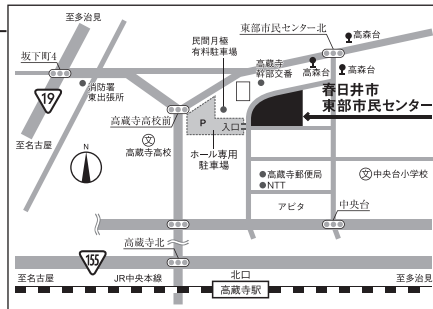 至多治見
坂下町4
19
消防署
東出張所
至名古屋
N
民間月極
有料駐車場
東部市民センター北
高森台
高蔵寺
幹部交番
高森台
高森台
春日井市
東部市民センター
高蔵寺高校前
P
入口
文
高蔵寺高校
ホール専用
駐車場
高蔵寺郵便局
NTT
文
中央台小学校
アピタ
中央台
高蔵寺北
155
至名古屋
JR中央本線
北口
高蔵寺駅
至多治見